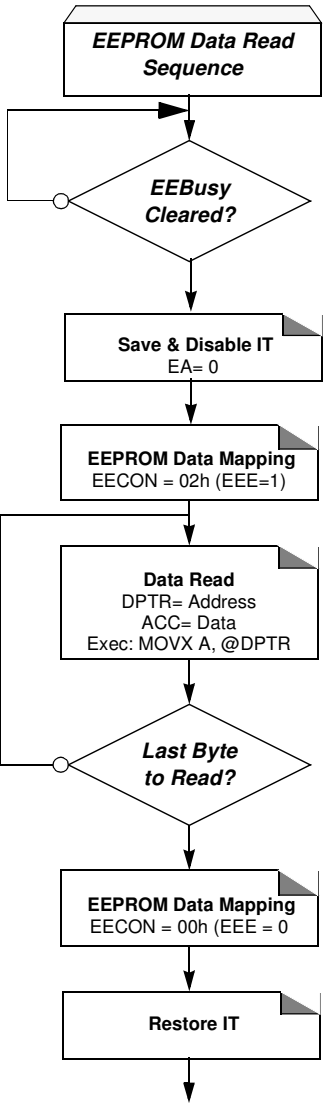 EEPROM Data Read
Sequence
EEBusy
Cleared?
Save & Disable IT
EA= 0
EEPROM Data Mapping
EECON = 02h (EEE=1)
Data Read
DPTR= Address
ACC= Data
Exec: MOVX A, @DPTR
Last Byte
to Read?
EEPROM Data Mapping
EECON = 00h (EEE = 0
Restore IT